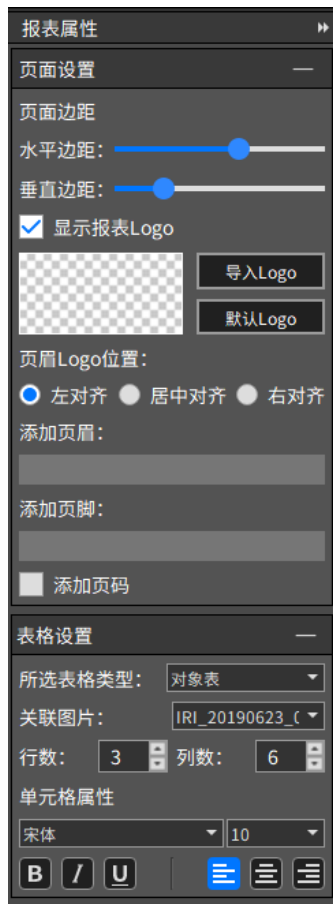 报表属性
页面设置
页面边距
水平边距：
垂直边距：
显示报表Logo
导入Logo
默认Logo
页眉Logo位置：
左对齐 居中对齐 右对齐
添加页眉：
添加页脚：
添加页码
表格设置
所选表格类型： 对象表
关联图片： IRI_20190623_
行数： 3 列数： 6
单元格属性
宋体 10
B I U